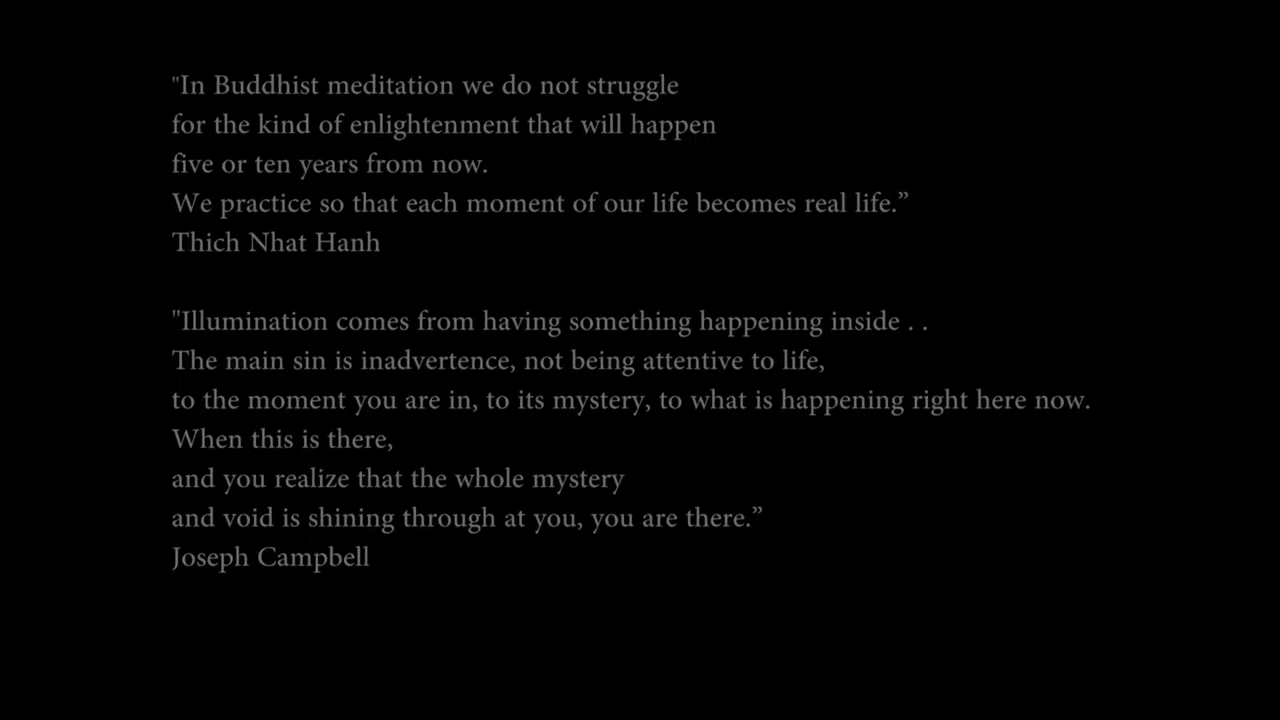 "In Buddhist meditation we do not struggle
for the kind of enlightenment that will happen
five or ten years from now.
We practice so that each moment of our life becomes real life.”
Thich Nhat Hanh
"Illumination comes from having something happening inside . .
The main sin is inadvertence, not being attentive to life,
to the moment you are in, to its mystery, to what is happening right here now.
When this is there,
and you realize that the whole mystery
and void is shining through at you, you are there.”
Joseph Campbell